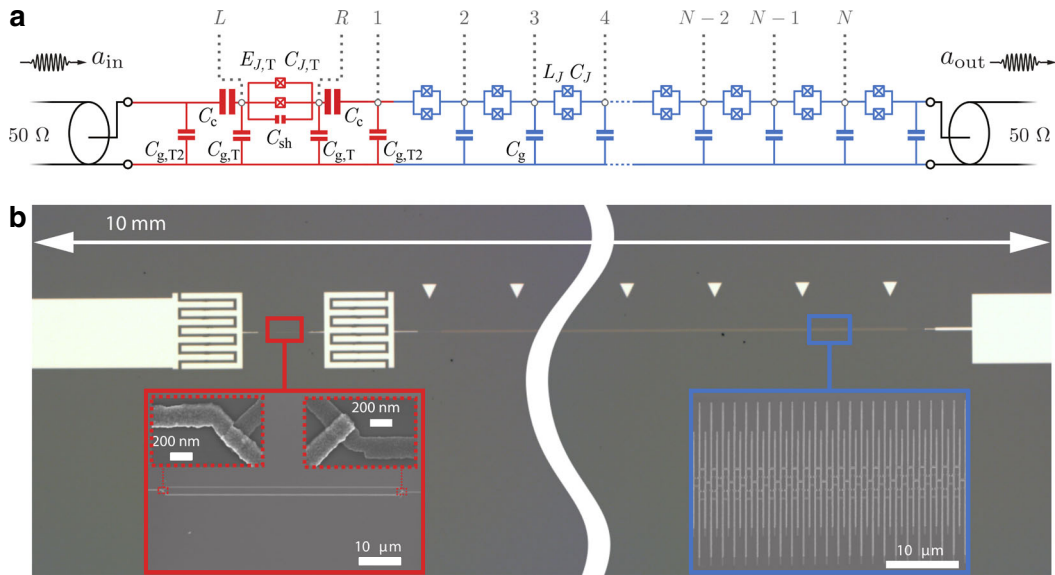 a
L R 1 2 3 4 N − 2 N − 1 N
a_in E_{J,T} C_{J,T} L_J C_J a_out
50 Ω C_c C_c 50 Ω
C_{g,T2} C_{g,T} C_sh C_{g,T} C_{g,T2} C_g
b
10 mm
200 nm
200 nm
10 μm
10 μm